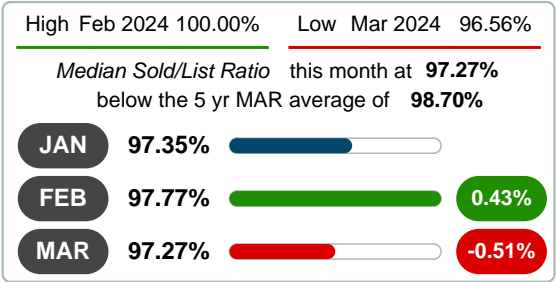 High Feb 2024 100.00% Low Mar 2024 96.56%
Median Sold/List Ratio this month at 97.27%
below the 5 yr MAR average of 98.70%
JAN 97.35%
FEB 97.77% 0.43%
MAR 97.27% -0.51%